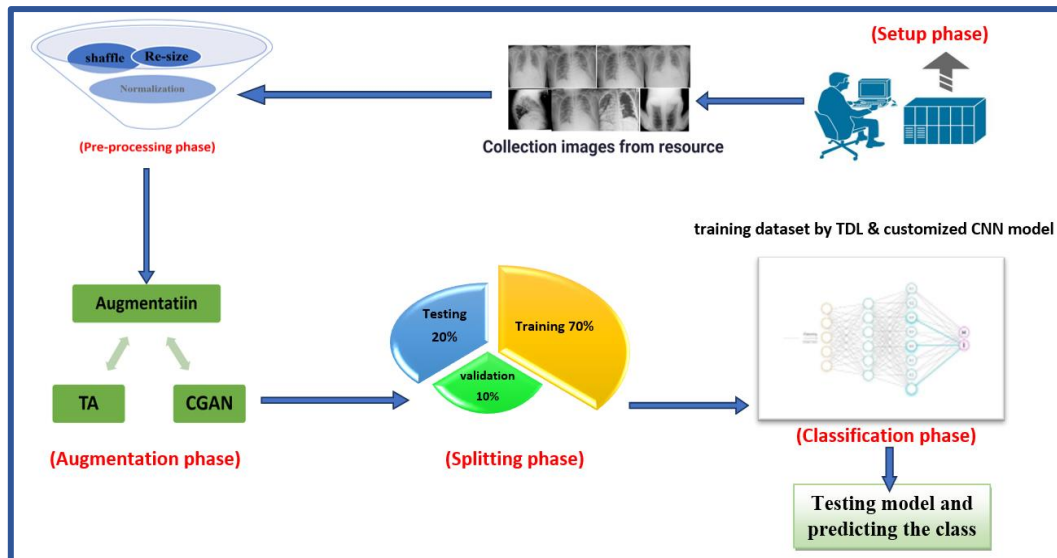 (Setup phase)
shaffle
Re-size
Normalization
(Pre-processing phase)
Collection images from resource
Augmentatiin
TA
CGAN
(Augmentation phase)
Testing
20%
Training 70%
validation
10%
(Splitting phase)
training dataset by TDL & customized CNN model
(Classification phase)
Testing model and
predicting the class